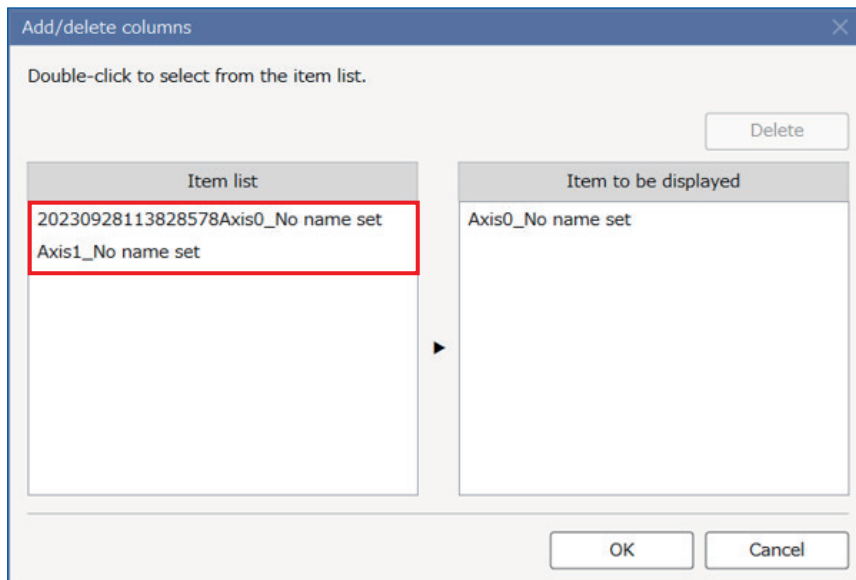 Add/delete columns
Double-click to select from the item list.
Delete
Item list
Item to be displayed
20230928113828578Axis0_No name set
Axis1_No name set
Axis0_No name set
OK
Cancel